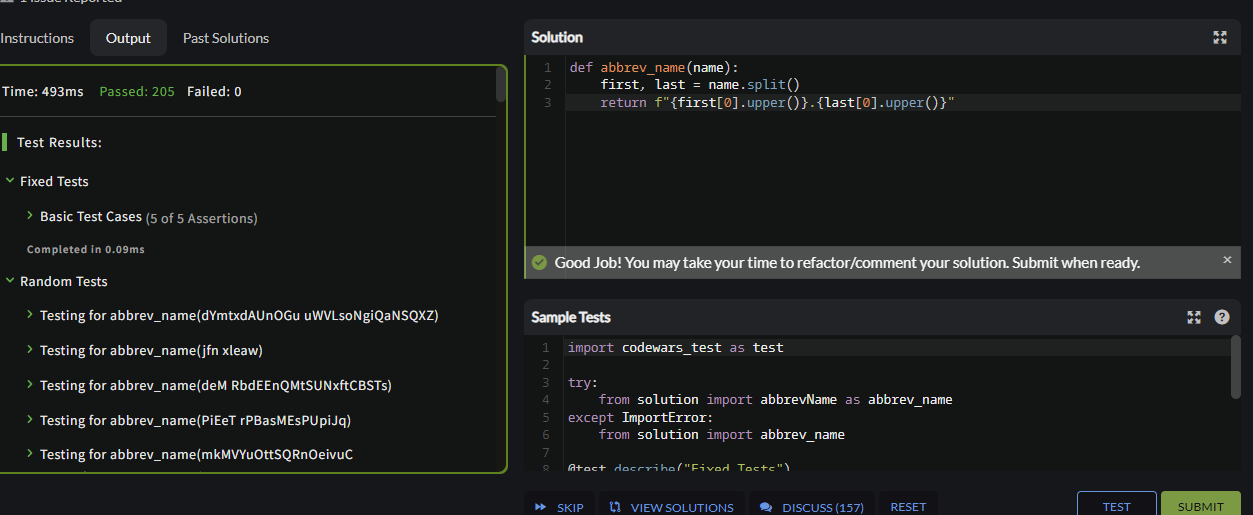 1 Issue Reported
Instructions
Output
Past Solutions
Time: 493ms Passed: 205 Failed: 0
Test Results:
Fixed Tests
Basic Test Cases (5 of 5 Assertions)
Completed in 0.09ms
Random Tests
Testing for abbrev_name(dYmtxdAUnOGu uWVLsoNgiQaNSQXZ)
Testing for abbrev_name(jfn xleaw)
Testing for abbrev_name(deM RbdEEnQMtSUNxftCBSTs)
Testing for abbrev_name(PiEeT rPBasMEsPUpiJq)
Testing for abbrev_name(mkMVYuOttSQRnOeivuC
Solution
1 def abbrev_name(name):
2     first, last = name.split()
3     return f"{first[0].upper()}.{last[0].upper()}"
Good Job! You may take your time to refactor/comment your solution. Submit when ready.
Sample Tests
1 import codewars_test as test
2
3 try:
4     from solution import abbrevName as abbrev_name
5 except ImportError:
6     from solution import abbrev_name
7
8 @test.describe("Fixed Tests")
SKIP
VIEW SOLUTIONS
DISCUSS (157)
RESET
TEST
SUBMIT